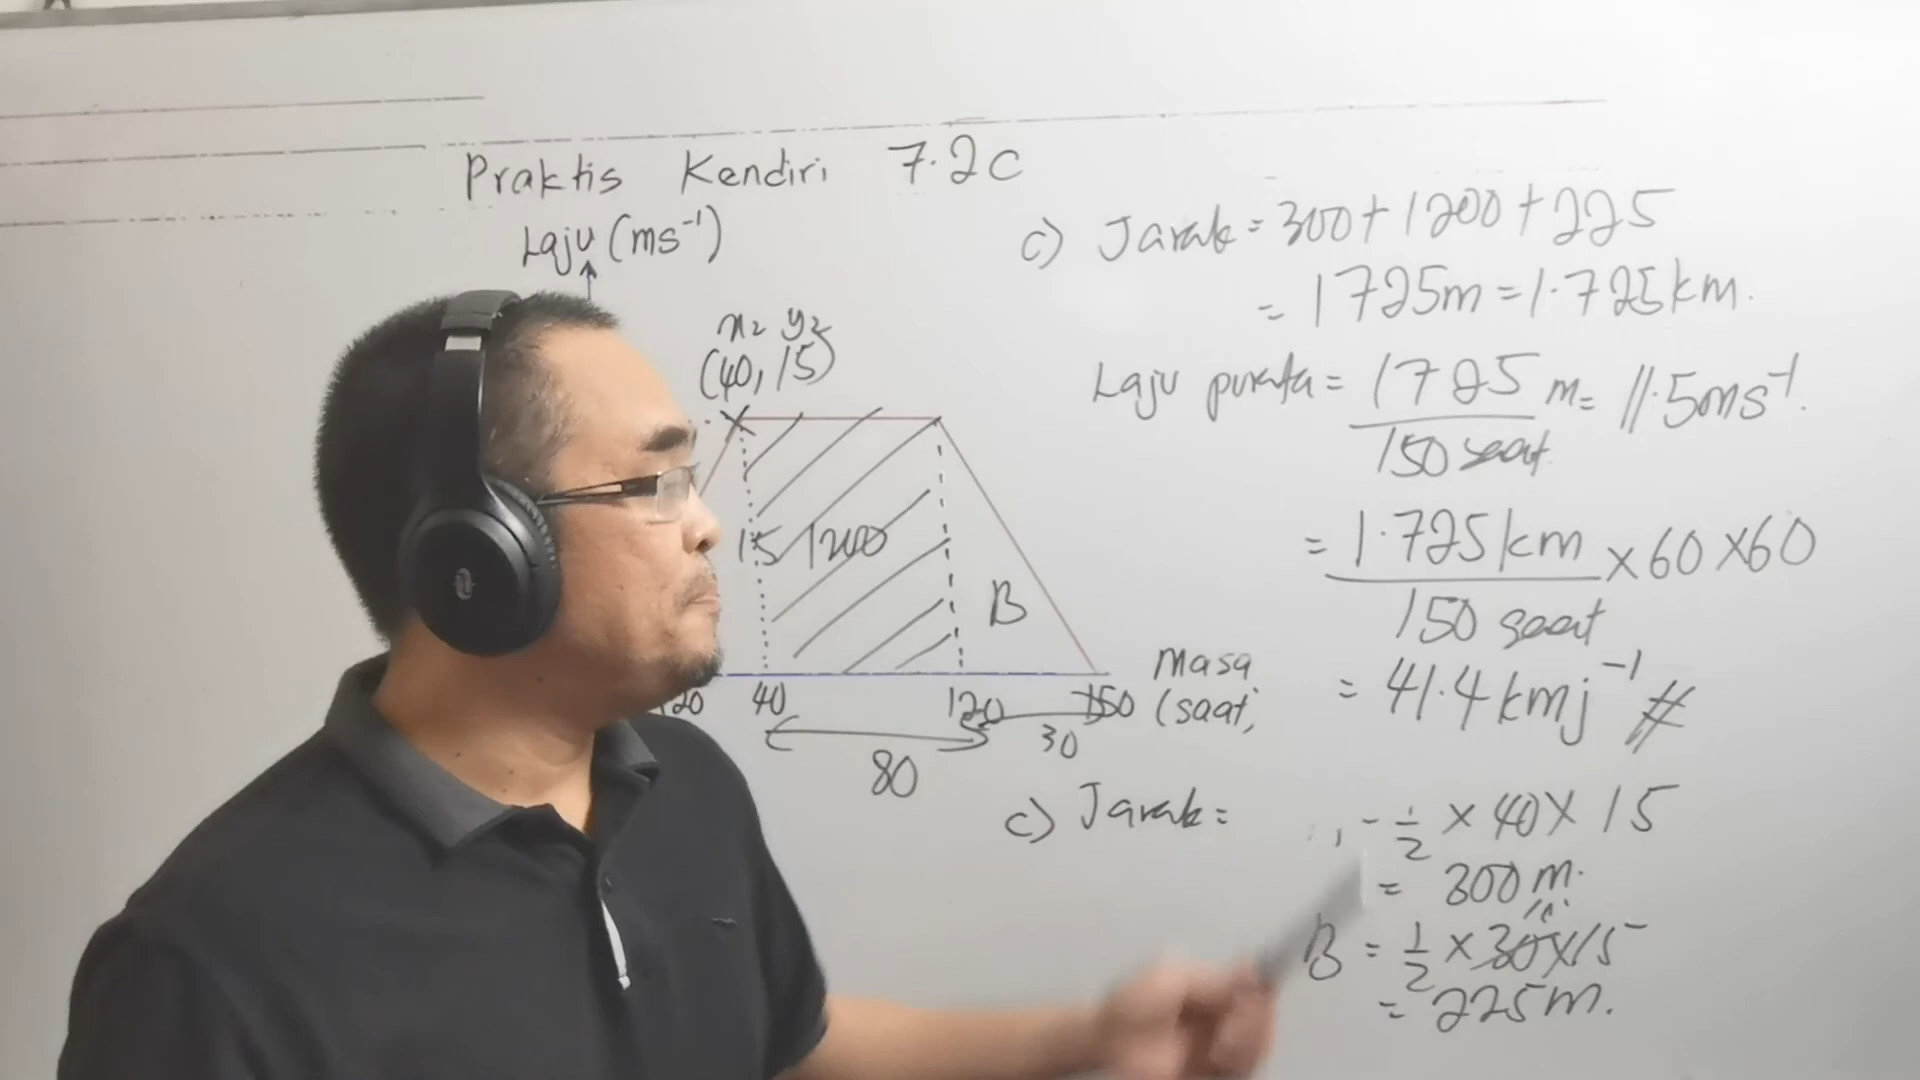 Praktis Kendiri 7.2c
Laju (ms⁻¹)
x₂ y₂
(40, 15)
15 1200
B
20 40 120 150
Masa
(saat)
80
30
c) Jarak = 300 + 1200 + 225
= 1725m = 1.725km.
Laju purata = 1725 m = 11.5ms⁻¹.
150 saat
= 1.725km × 60 × 60
150 saat
= 41.4 kmj⁻¹ #
c) Jarak =
= 1/2 × 40 × 15
= 300 m.
B = 1/2 × 30 × 15
= 225m.